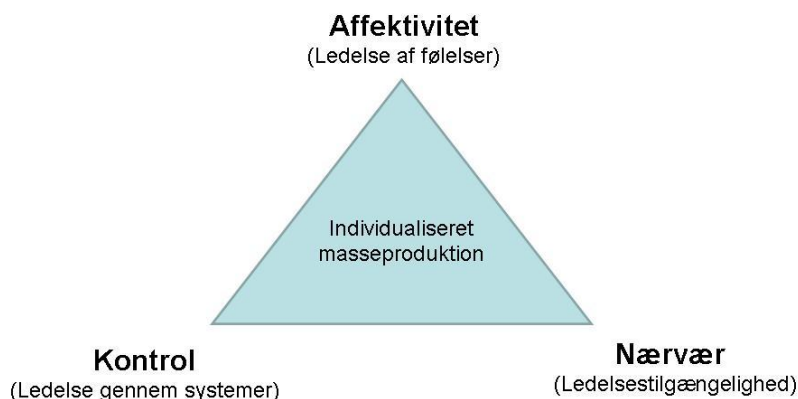 Affektivitet
(Ledelse af følelser)
Individualiseret
masseproduktion
Kontrol
(Ledelse gennem systemer)
Nærvær
(Ledelsestilgængelighed)